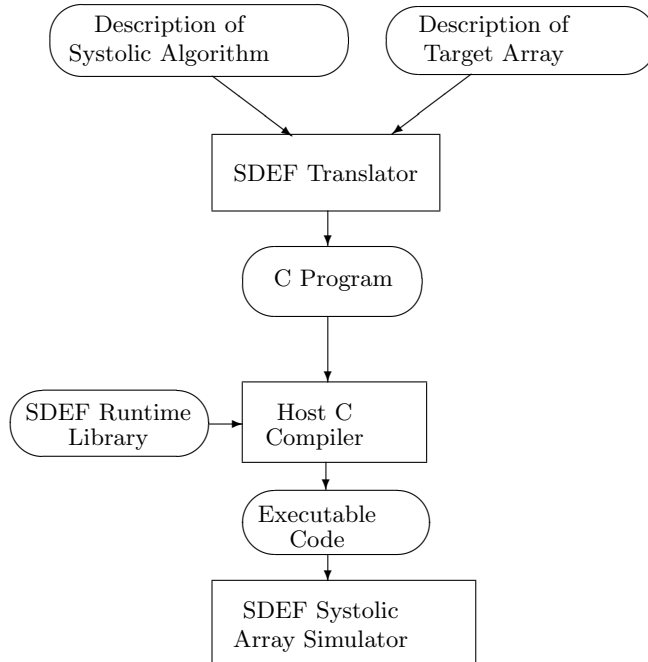 Description of
Systolic Algorithm
Description of
Target Array
SDEF Translator
C Program
SDEF Runtime
Library
Host C
Compiler
Executable
Code
SDEF Systolic
Array Simulator